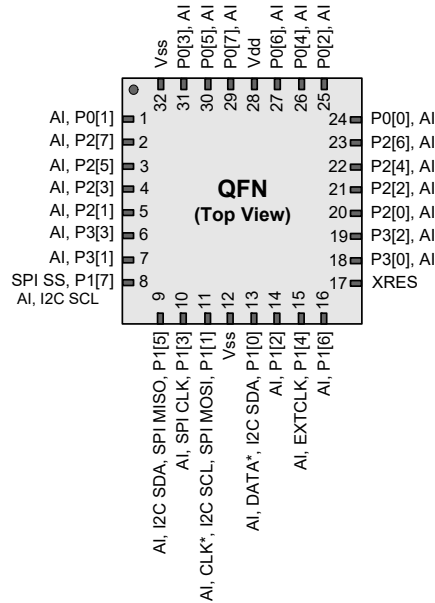 Vss
P0[3], AI
P0[5], AI
P0[7], AI
Vdd
P0[6], AI
P0[4], AI
P0[2], AI
32
31
30
29
28
27
26
25
AI, P0[1] 1
AI, P2[7] 2
AI, P2[5] 3
AI, P2[3] 4
AI, P2[1] 5
AI, P3[3] 6
AI, P3[1] 7
SPI SS, P1[7] 8
AI, I2C SCL
QFN
(Top View)
24 P0[0], AI
23 P2[6], AI
22 P2[4], AI
21 P2[2], AI
20 P2[0], AI
19 P3[2], AI
18 P3[0], AI
17 XRES
9
10
11
12
13
14
15
16
AI, I2C SDA, SPI MISO, P1[5]
AI, SPI CLK, P1[3]
AI, CLK*, I2C SCL, SPI MOSI, P1[1]
Vss
AI, DATA*, I2C SDA, P1[0]
AI, P1[2]
AI, EXTCLK, P1[4]
AI, P1[6]